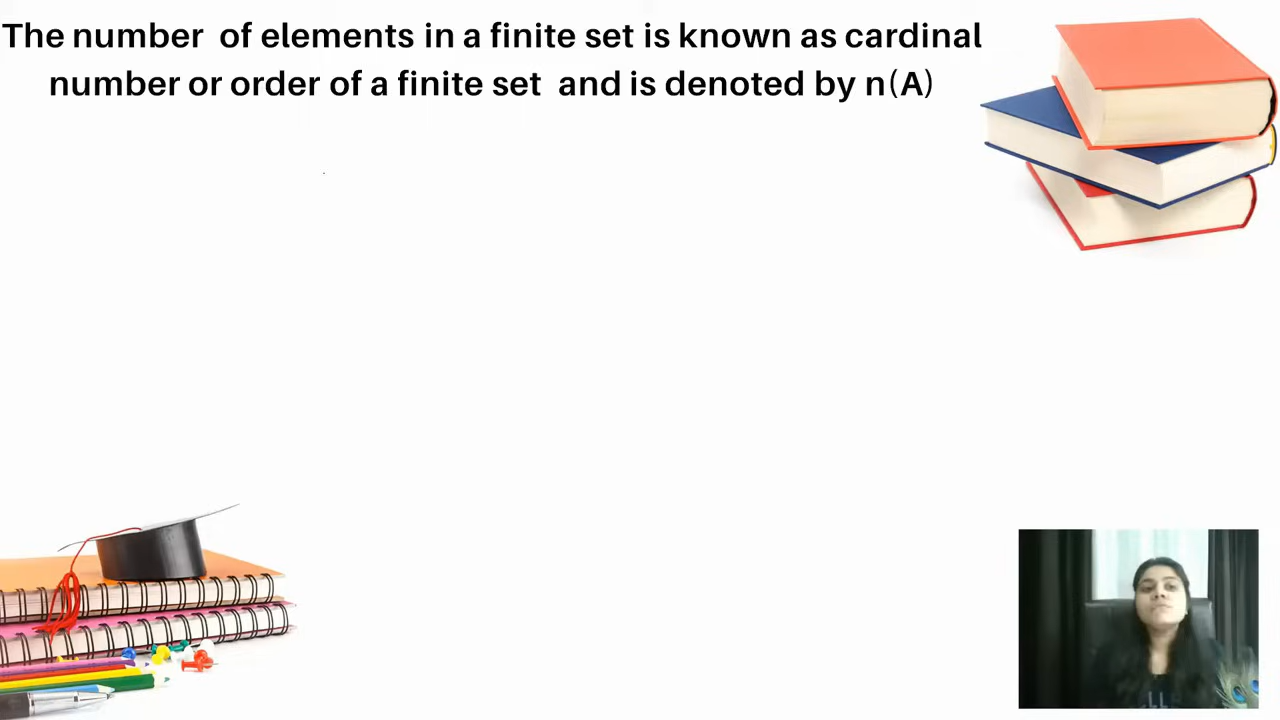 The number of elements in a finite set is known as cardinal
number or order of a finite set and is denoted by n(A)